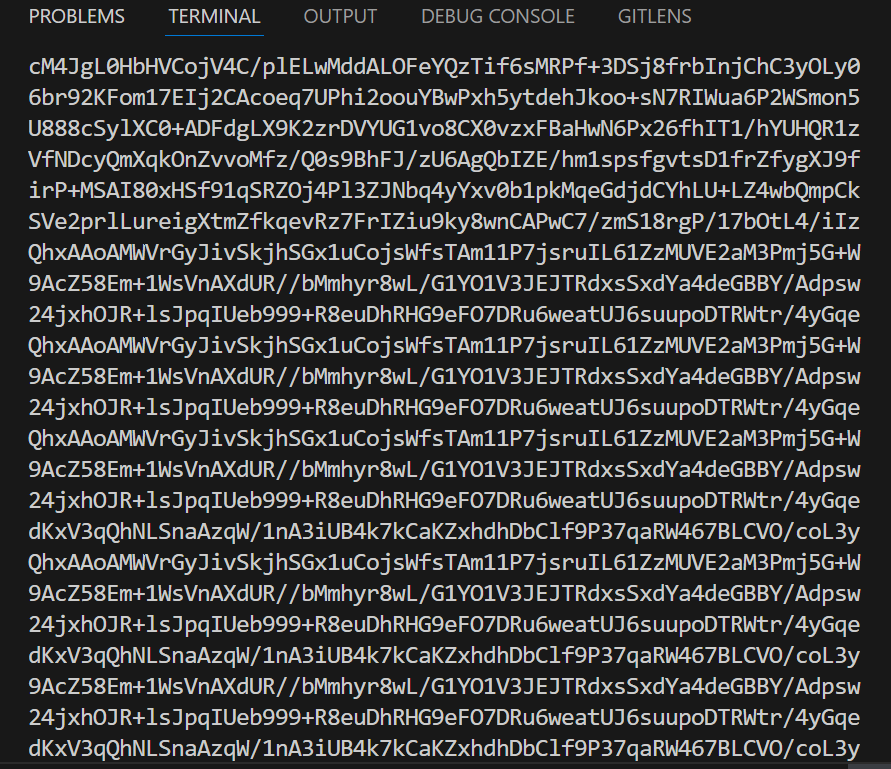 PROBLEMS TERMINAL OUTPUT DEBUG CONSOLE GITLENS
cM4JgL0HbHVCojV4C/plELwMddALOFeYQzTif6sMRPf+3DSj8frbInjChC3yOLy0
6br92KFom17EIj2CAcoeq7UPhi2oouYBwPxh5ytdehJkoo+sN7RIWua6P2WSmon5
U888cSylXC0+ADFdgLX9K2zrDVYUG1vo8CX0vzxFBaHwN6Px26fhIT1/hYUHQR1z
VfNDcyQmXqkOnZvvoMfz/Q0s9BhFJ/zU6AgQbIZE/hm1spsfgvtsD1frZfygXJ9f
irP+MSAI80xHSf91qSRZOj4Pl3ZJNbq4yYxv0b1pkMqeGdjdCYhLU+LZ4wbQmpCk
SVe2prlLureigXtmZfkqevRz7FrIZiu9ky8wnCAPwC7/zmS18rgP/17bOtL4/iIz
QhxAAoAMWVrGyJivSkjhSGx1uCojsWfsTAm11P7jsruIL61ZzMUVE2aM3Pmj5G+W
9AcZ58Em+1WsVnAXdUR//bMmhyr8wL/G1YO1V3JEJTRdxsSxdYa4deGBBY/Adpsw
24jxhOJR+lsJpqIUeb999+R8euDhRHG9eFO7DRu6weatUJ6suupoDTRWtr/4yGqe
QhxAAoAMWVrGyJivSkjhSGx1uCojsWfsTAm11P7jsruIL61ZzMUVE2aM3Pmj5G+W
9AcZ58Em+1WsVnAXdUR//bMmhyr8wL/G1YO1V3JEJTRdxsSxdYa4deGBBY/Adpsw
24jxhOJR+lsJpqIUeb999+R8euDhRHG9eFO7DRu6weatUJ6suupoDTRWtr/4yGqe
QhxAAoAMWVrGyJivSkjhSGx1uCojsWfsTAm11P7jsruIL61ZzMUVE2aM3Pmj5G+W
9AcZ58Em+1WsVnAXdUR//bMmhyr8wL/G1YO1V3JEJTRdxsSxdYa4deGBBY/Adpsw
24jxhOJR+lsJpqIUeb999+R8euDhRHG9eFO7DRu6weatUJ6suupoDTRWtr/4yGqe
dKxV3qQhNLSnaAzqW/1nA3iUB4k7kCaKZxhdhDbClf9P37qaRW467BLCVO/coL3y
QhxAAoAMWVrGyJivSkjhSGx1uCojsWfsTAm11P7jsruIL61ZzMUVE2aM3Pmj5G+W
9AcZ58Em+1WsVnAXdUR//bMmhyr8wL/G1YO1V3JEJTRdxsSxdYa4deGBBY/Adpsw
24jxhOJR+lsJpqIUeb999+R8euDhRHG9eFO7DRu6weatUJ6suupoDTRWtr/4yGqe
dKxV3qQhNLSnaAzqW/1nA3iUB4k7kCaKZxhdhDbClf9P37qaRW467BLCVO/coL3y
9AcZ58Em+1WsVnAXdUR//bMmhyr8wL/G1YO1V3JEJTRdxsSxdYa4deGBBY/Adpsw
24jxhOJR+lsJpqIUeb999+R8euDhRHG9eFO7DRu6weatUJ6suupoDTRWtr/4yGqe
dKxV3qQhNLSnaAzqW/1nA3iUB4k7kCaKZxhdhDbClf9P37qaRW467BLCVO/coL3y